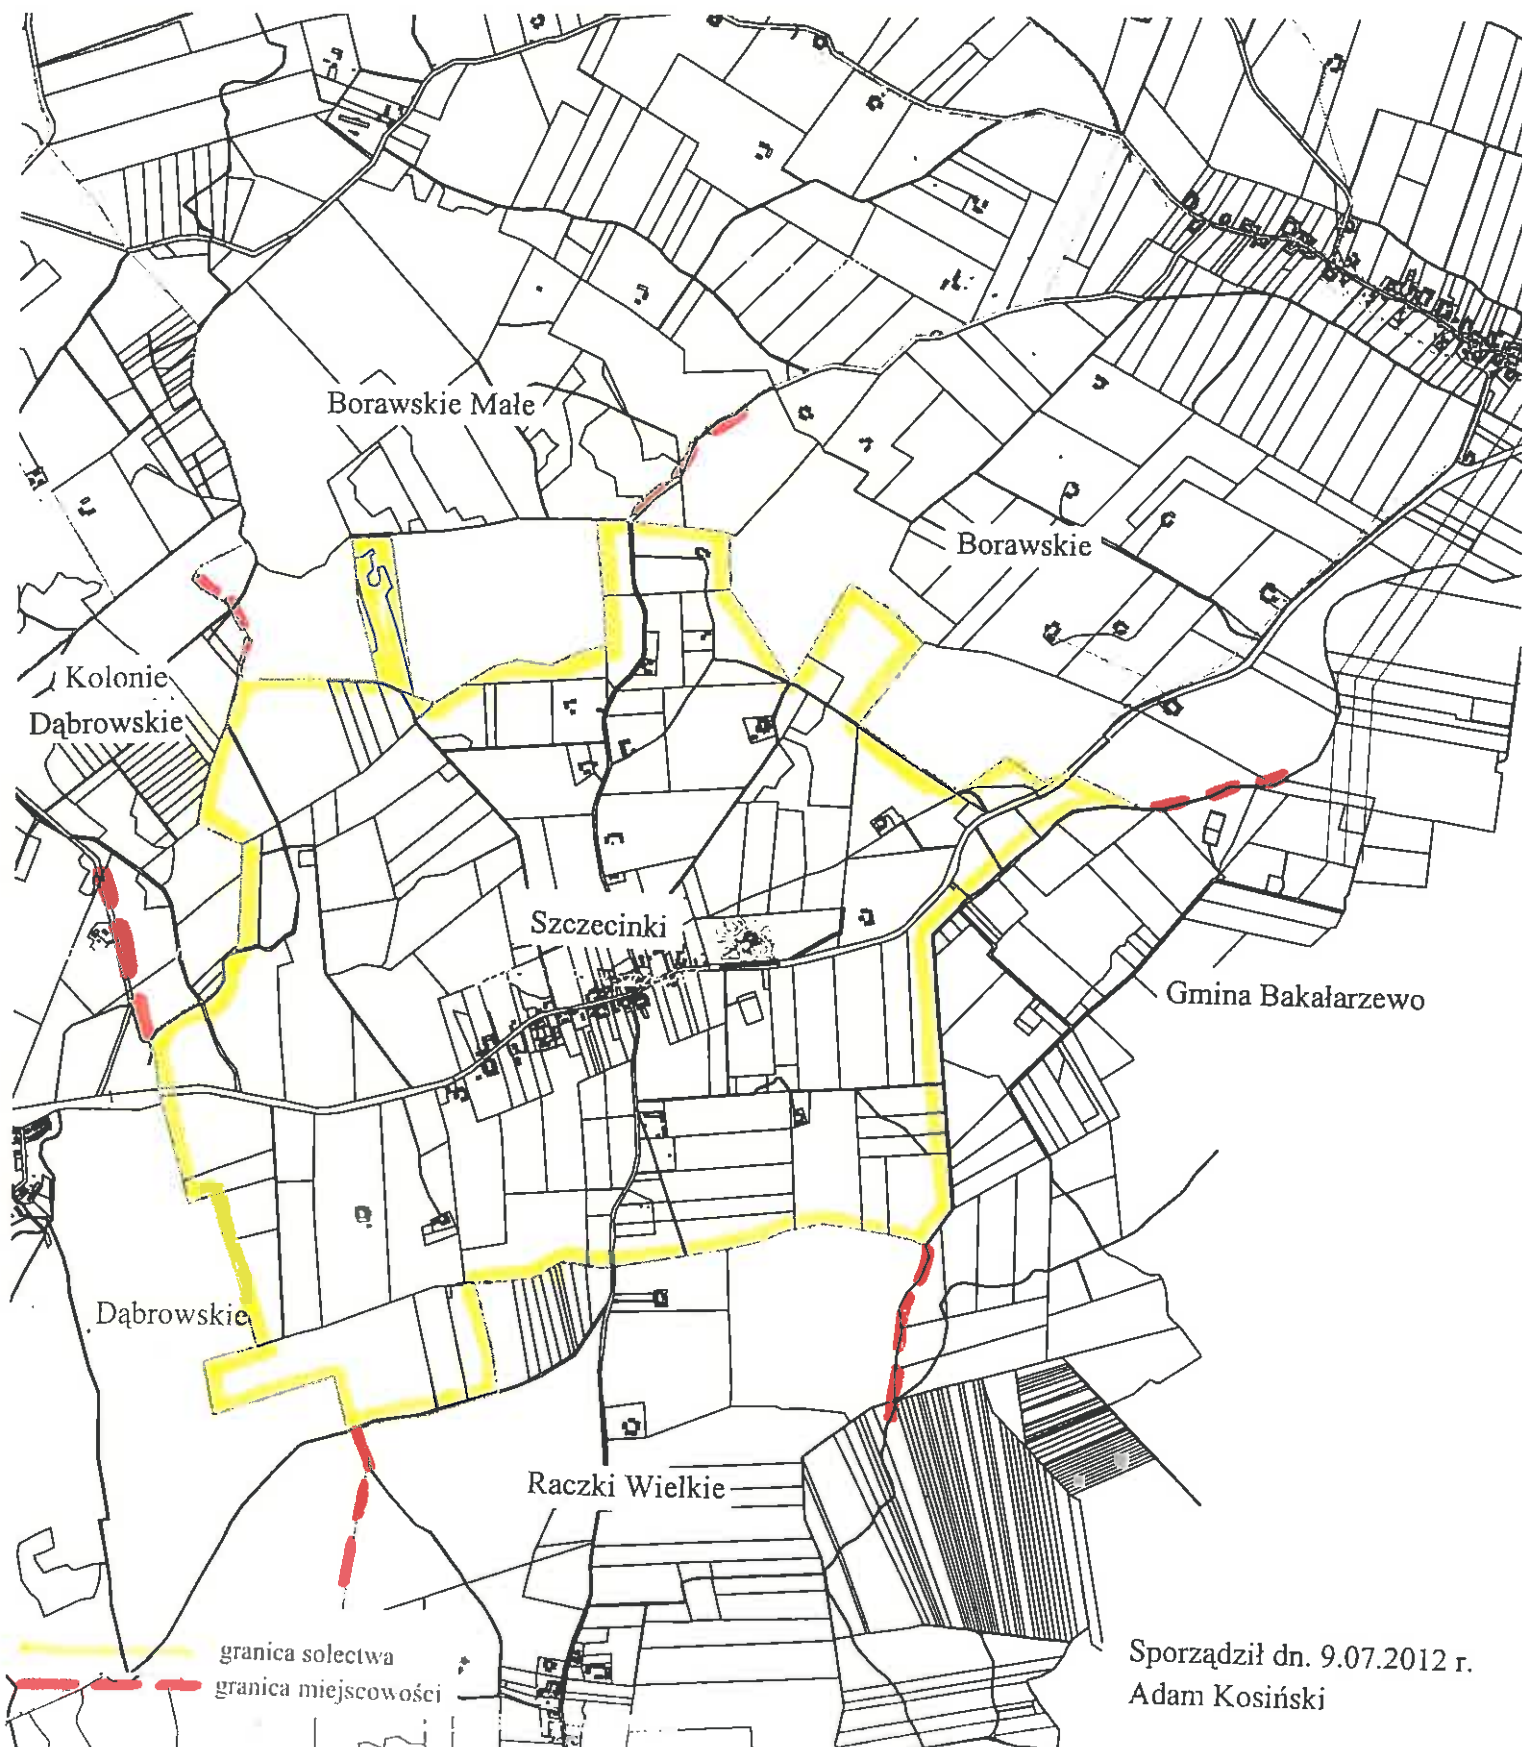 Borawskie Małe
Borawskie
Kolonie
Dąbrowskie
Szczecinki
Gmina Bakałarzewo
Dąbrowskie
Raczki Wielkie
granica sołectwa
granica miejscowości
Sporządził dn. 9.07.2012 r.
Adam Kosiński